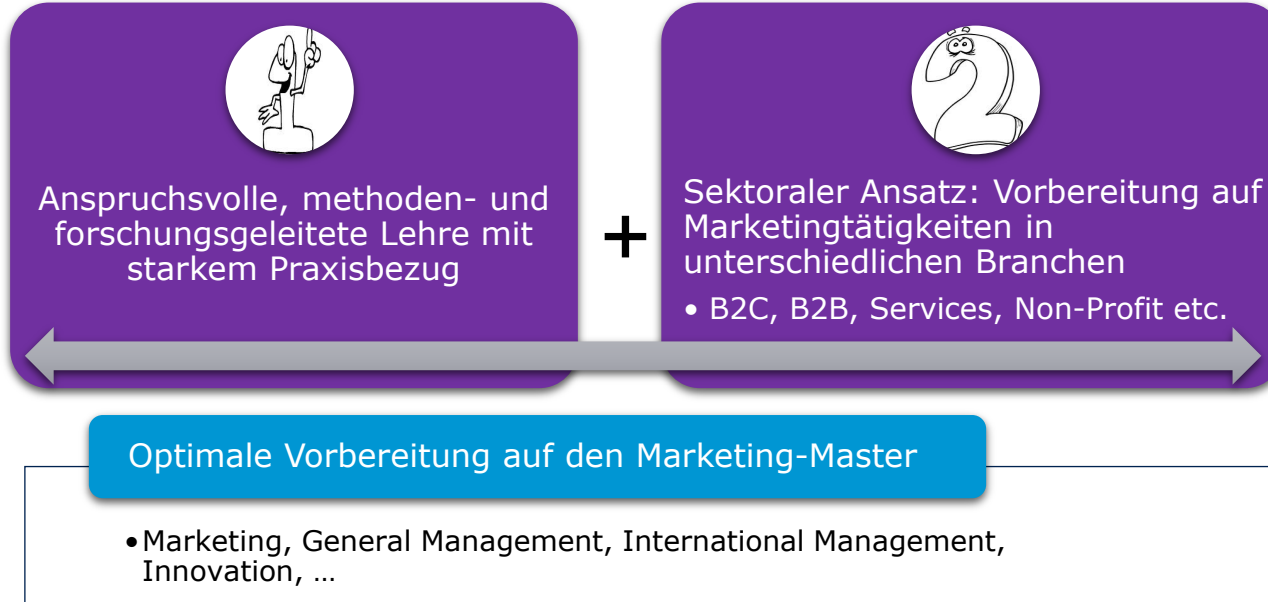 Anspruchsvolle, methoden- und
forschungsgeleitete Lehre mit
starkem Praxisbezug
+
2
Sektoraler Ansatz: Vorbereitung auf
Marketingtätigkeiten in
unterschiedlichen Branchen
• B2C, B2B, Services, Non-Profit etc.
Optimale Vorbereitung auf den Marketing-Master
•Marketing, General Management, International Management,
Innovation, …